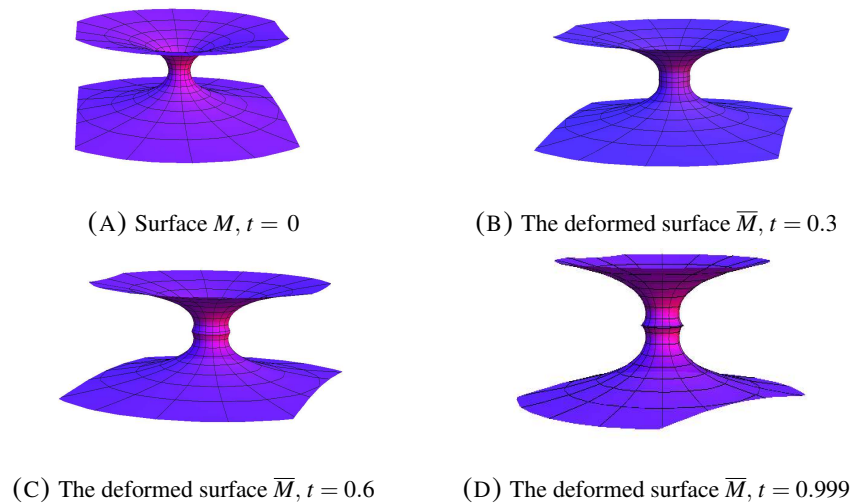 (A) Surface M, t = 0
(B) The deformed surface M̅, t = 0.3
(C) The deformed surface M̅, t = 0.6
(D) The deformed surface M̅, t = 0.999